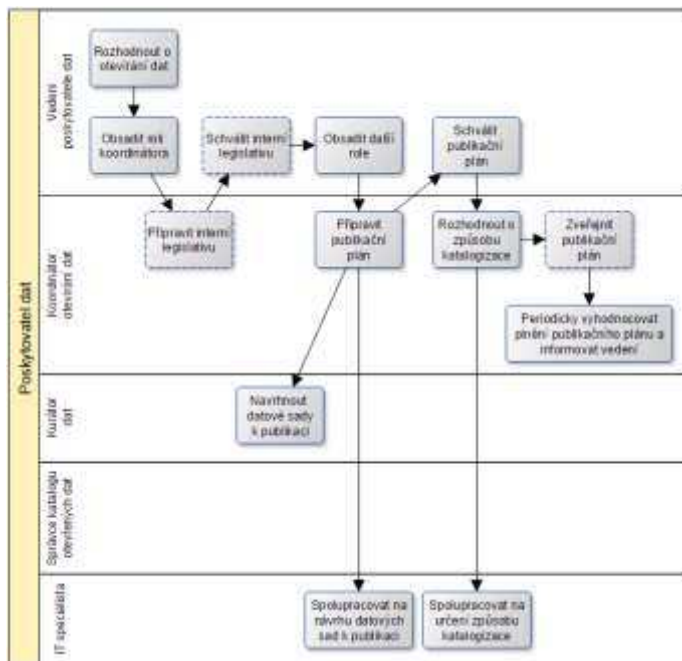 Poskytovatel dat
Vedení
poskytovatele dat
Rozhodnout o
otevírání dat
Obsadit roli
koordinátora
Schválit interní
legislativu
Obsadit další
role
Schválit
publikační
plán
Koordinátor
otevírání dat
Připravit interní
legislativu
Připravit
publikační
plán
Rozhodnout o
způsobu
katalogizace
Zveřejnit
publikační
plán
Periodicky vyhodnocovat
plnění publikačního plánu a
informovat vedení
Kurátor
dat
Navrhnout
datové sady
k publikaci
Správce katalogu
otevřených dat
IT specialista
Spolupracovat na
návrhu datových
sad k publikaci
Spolupracovat na
určení způsobu
katalogizace